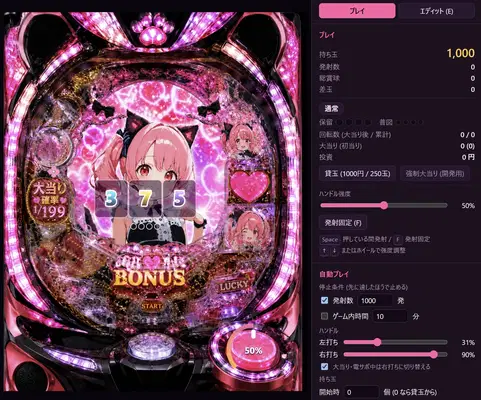 プレイ
エディット (E)
プレイ
持ち玉 1,000
発射数 0
総賞球 0
差玉 0
通常
保留
普図
回転数 (大当り後 / 累計) 0 / 0
大当り (初当り) 0 (0)
投資 0 円
貸玉 (1000円 / 250玉)
強制大当り (開発用)
ハンドル強度
50%
発射固定 (F)
Space 押している間発射 / F 発射固定
↑ ↓ またはホイールで強度調整
自動プレイ
停止条件 (先に達したほうで止める)
発射数 1000 発
ゲーム内時間 10 分
ハンドル
左打ち 31%
右打ち 90%
大当り・電サポ中は右打ちに切り替える
持ち玉
開始時 0 個 (0 なら貸玉から)
大当り
確率
1/199
3 7 5
BONUS
START
LUCKY
50%